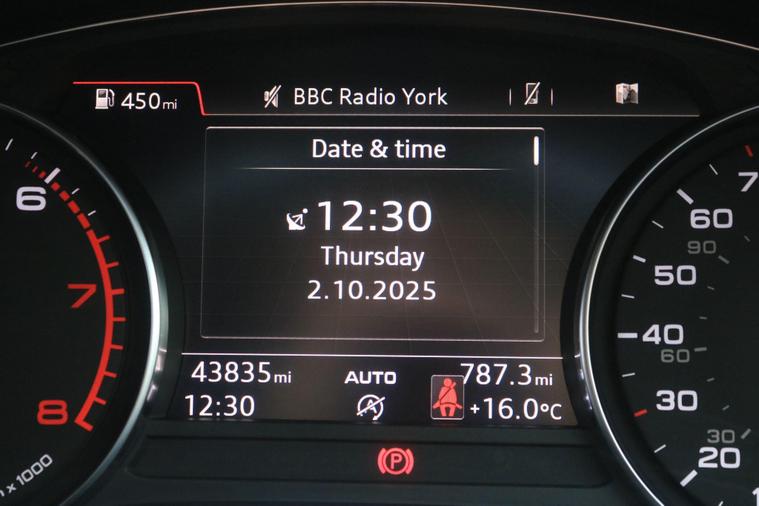 450mi BBC Radio York
Date & time
12:30
Thursday
2.10.2025
43835mi AUTO 787.3mi
12:30 A +16.0°C
P
6
7
8
x 1000
7
60
90
50
40
60
30
30
20